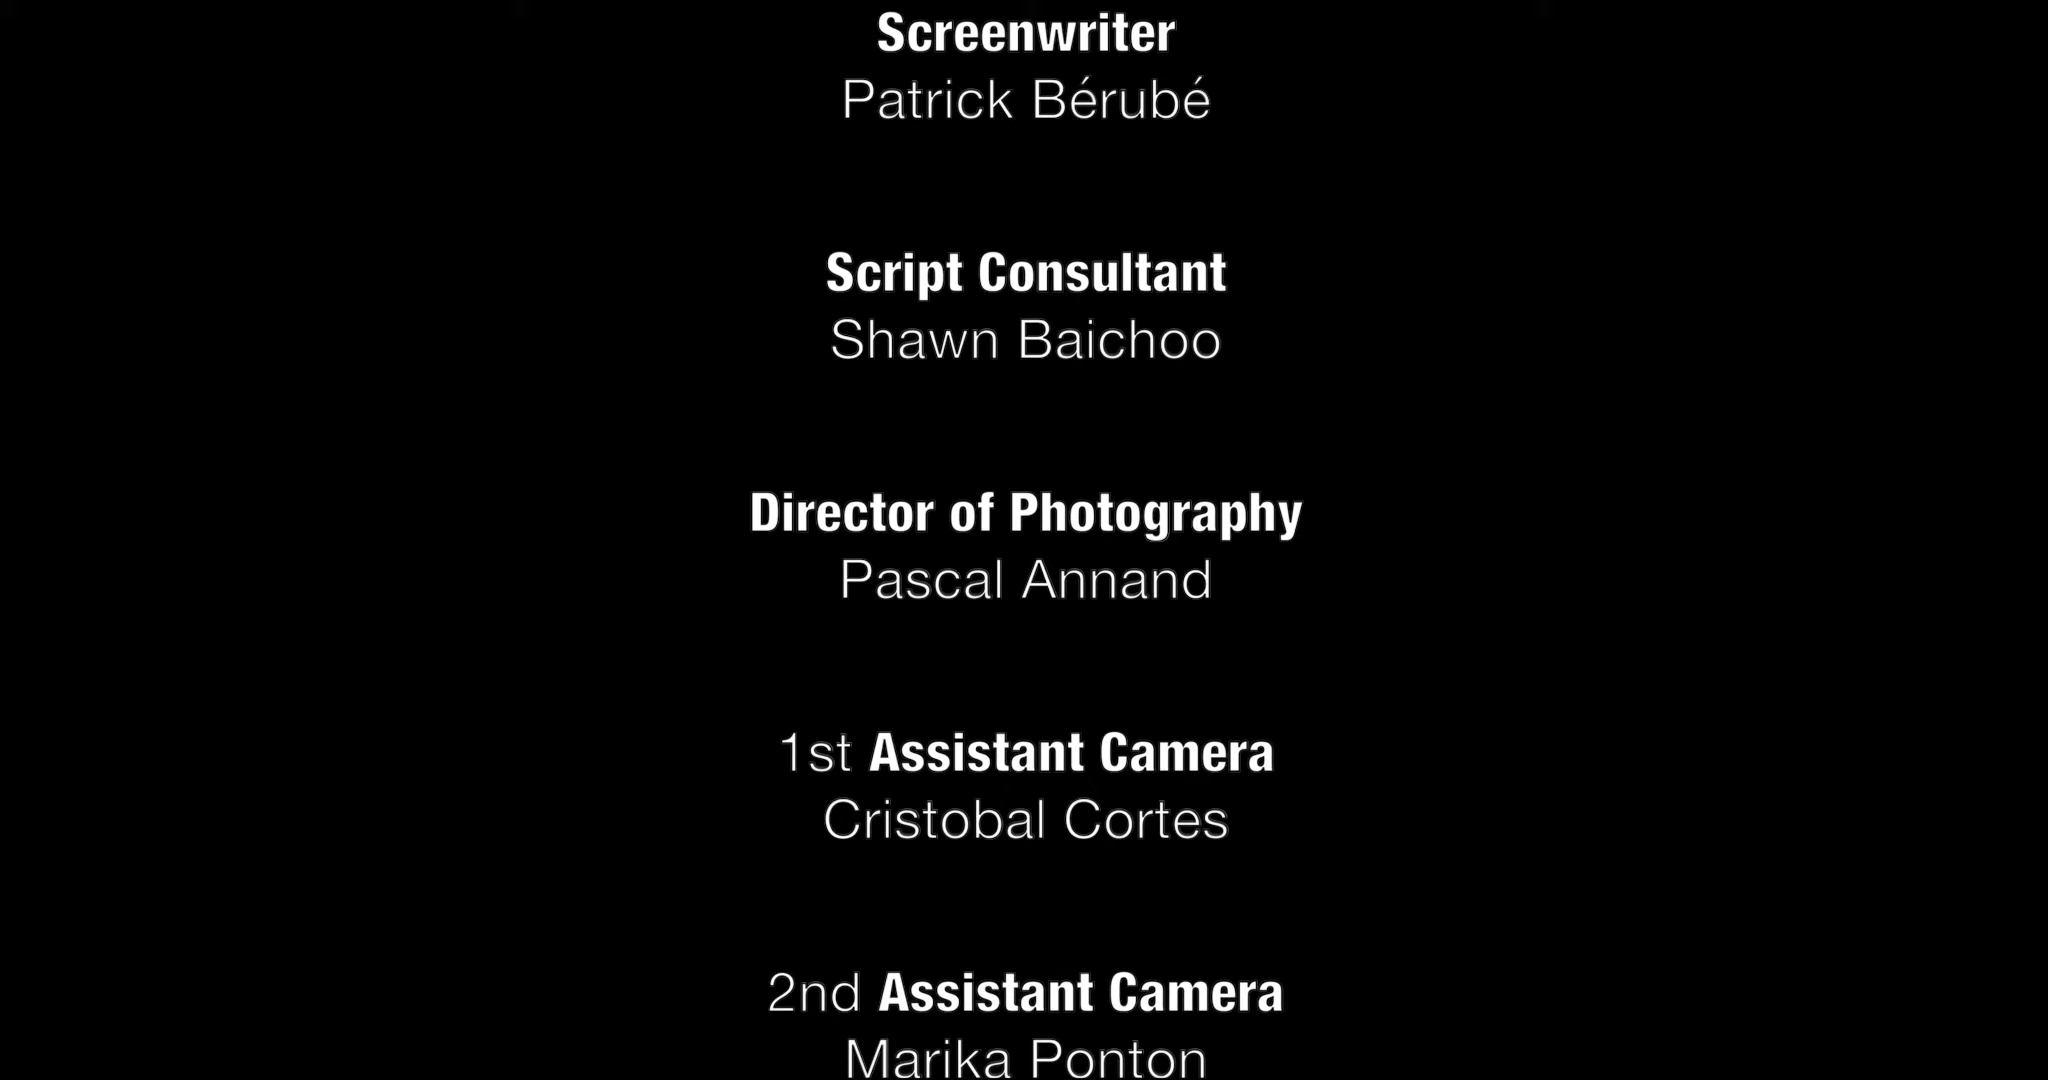 Screenwriter
Patrick Bérubé
Script Consultant
Shawn Baichoo
Director of Photography
Pascal Annand
1st Assistant Camera
Cristobal Cortes
2nd Assistant Camera
Marika Ponton